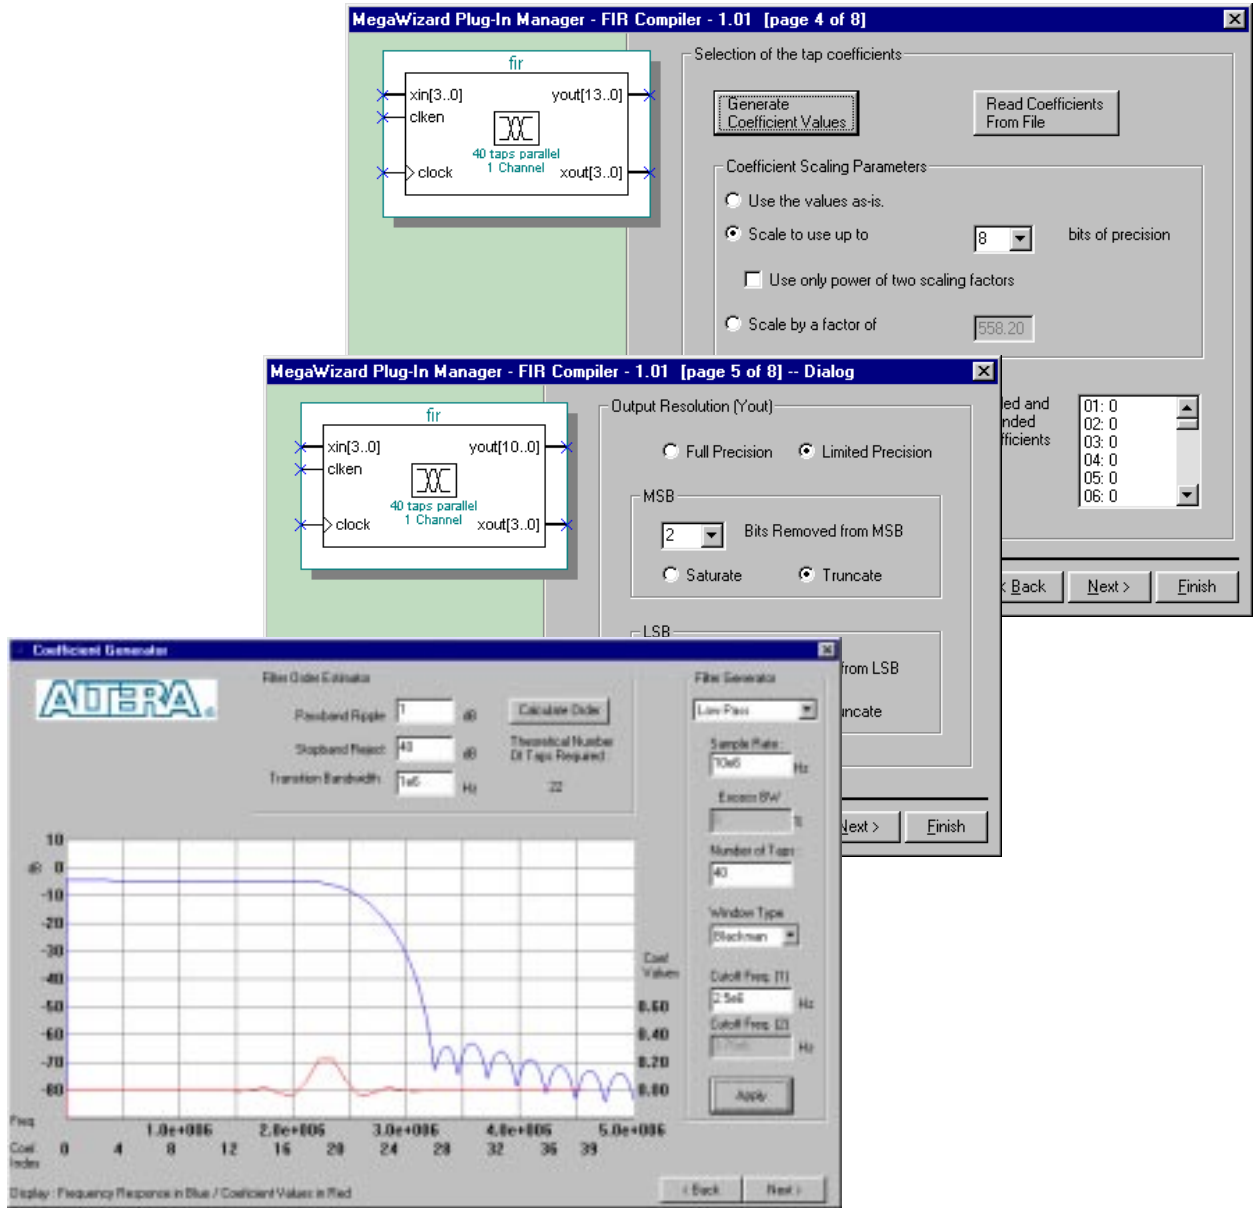 MegaWizard Plug-In Manager - FIR Compiler - 1.01 [page 4 of 8]
fir
xin[3..0]
yout[13..0]
clken
40 taps parallel
1 Channel
clock
xout[3..0]
Selection of the tap coefficients
Generate
Coefficient Values
Read Coefficients
From File
Coefficient Scaling Parameters
Use the values as-is.
Scale to use up to
8
bits of precision
Use only power of two scaling factors
Scale by a factor of
558.20
led and
nded
fficients
01: 0
02: 0
03: 0
04: 0
05: 0
06: 0
< Back
Next >
Finish
MegaWizard Plug-In Manager - FIR Compiler - 1.01 [page 5 of 8] -- Dialog
fir
xin[3..0]
yout[10..0]
clken
40 taps parallel
1 Channel
clock
xout[3..0]
Output Resolution (Yout)
Full Precision
Limited Precision
MSB
2
Bits Removed from MSB
Saturate
Truncate
LSB
from LSB
uncate
Next >
Finish
Coefficient Generator
ALTERA
Filter Order Estimator
Passband Ripple:
1
dB
Calculate Order
Stopband Reject:
40
dB
Theoretical Number
Of Taps Required:
Transition Bandwidth:
1e6
Hz
22
Filter Generator
Low Pass
Sample Rate:
10e6
Hz
Excess BW
%
Number of Taps:
40
Window Type
Blackman
Cutoff Freq. (1)
2.5e6
Hz
Cutoff Freq. (2)
Hz
Apply
10
dB
0
-10
-20
-30
-40
-50
-60
-70
-80
Coef
Values
0.60
0.40
0.20
0.00
Freq
1.0e+006
2.0e+006
3.0e+006
4.0e+006
5.0e+006
Coef
Index
0
4
8
12
16
20
24
28
32
36
39
Display : Frequency Response in Blue / Coeficient Values in Red
< Back
Next >